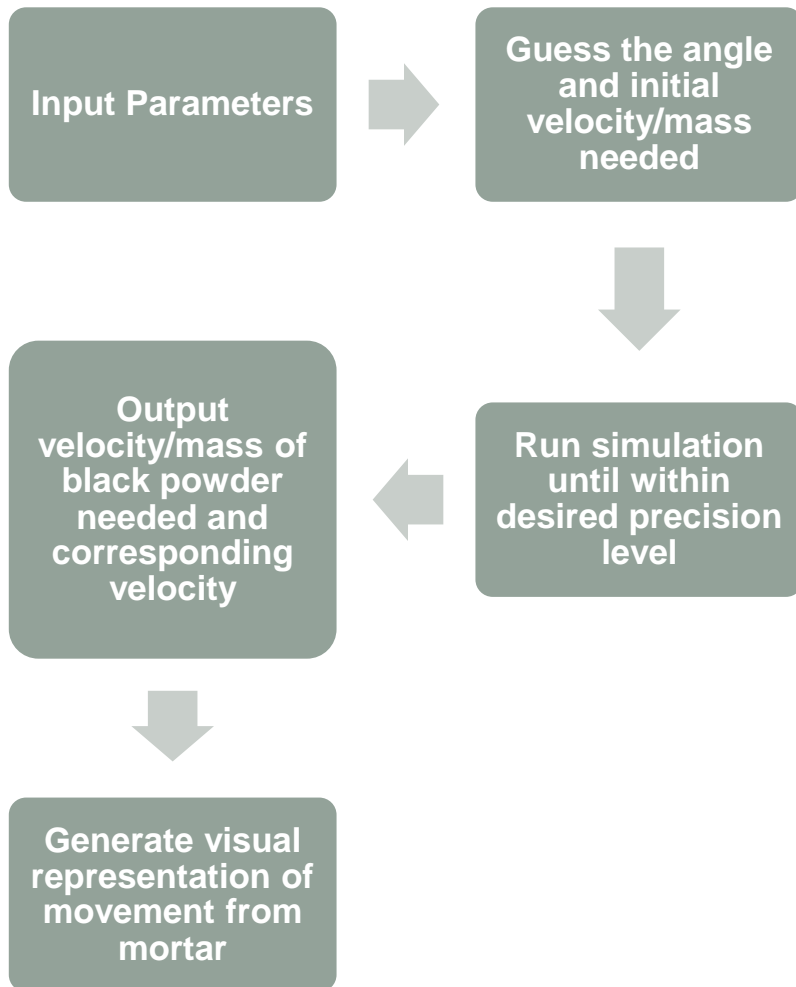 Input Parameters
Guess the angle
and initial
velocity/mass
needed
Run simulation
until within
desired precision
level
Output
velocity/mass of
black powder
needed and
corresponding
velocity
Generate visual
representation of
movement from
mortar